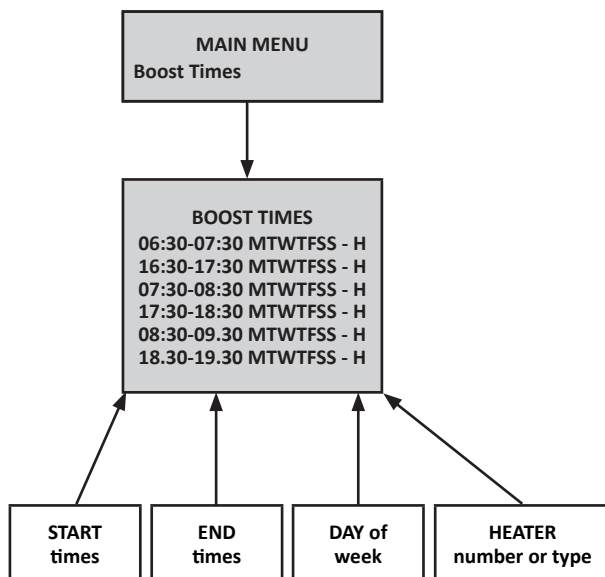 MAIN MENU
Boost Times
BOOST TIMES
06:30-07:30 MTWTFSS - H
16:30-17:30 MTWTFSS - H
07:30-08:30 MTWTFSS - H
17:30-18:30 MTWTFSS - H
08:30-09.30 MTWTFSS - H
18.30-19.30 MTWTFSS - H
START
times
END
times
DAY of
week
HEATER
number or type